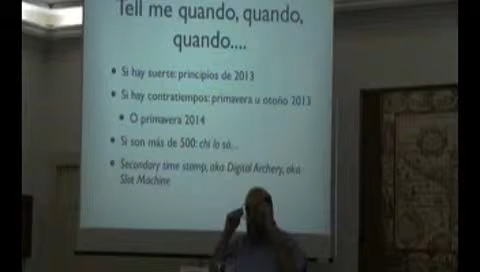 Tell me quando, quando,
quando....
• Si hay suerte: principios de 2013
• Si hay contratiempos: primavera u otoño 2013
• O primavera 2014
• Si son más de 500: chi lo sà...
• Secondary time stamp, aka Digital Archery, aka
Slot Machine